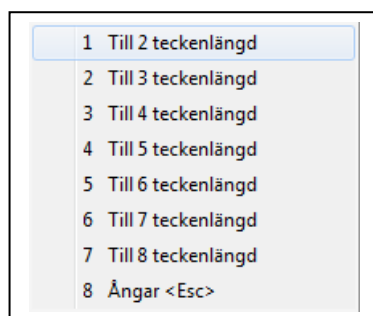 1 Till 2 teckenlängd
2 Till 3 teckenlängd
3 Till 4 teckenlängd
4 Till 5 teckenlängd
5 Till 6 teckenlängd
6 Till 7 teckenlängd
7 Till 8 teckenlängd
8 Ångar <Esc>